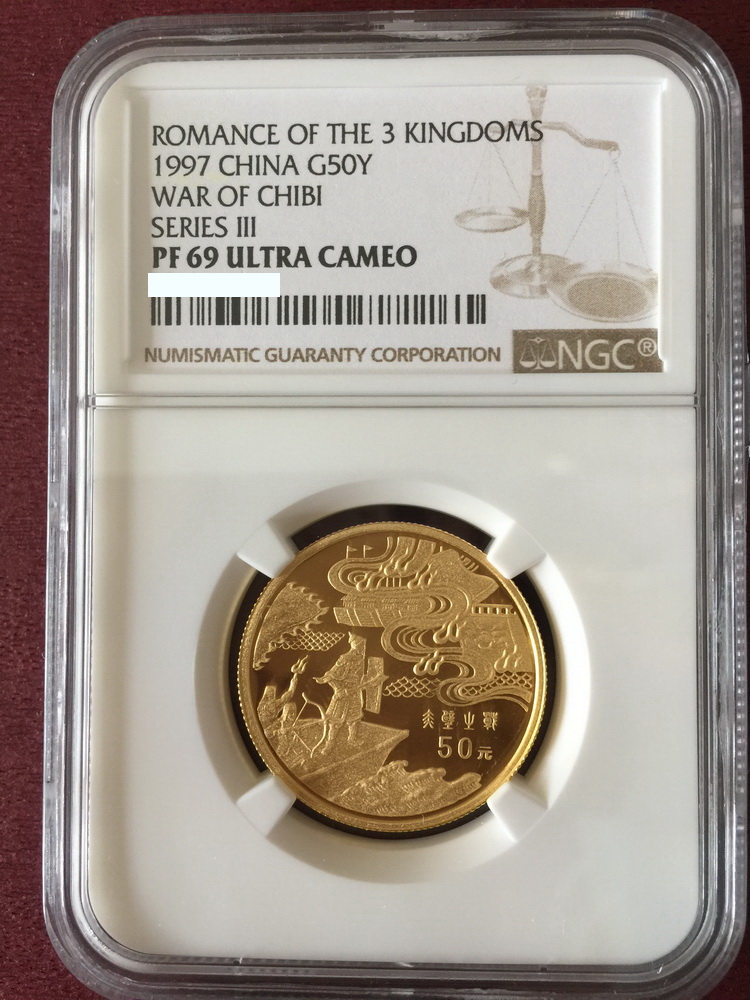 ROMANCE OF THE 3 KINGDOMS
1997 CHINA G50Y
WAR OF CHIBI
SERIES III
PF 69 ULTRA CAMEO
NUMISMATIC GUARANTY CORPORATION
NGC®
赤壁之戰
50元